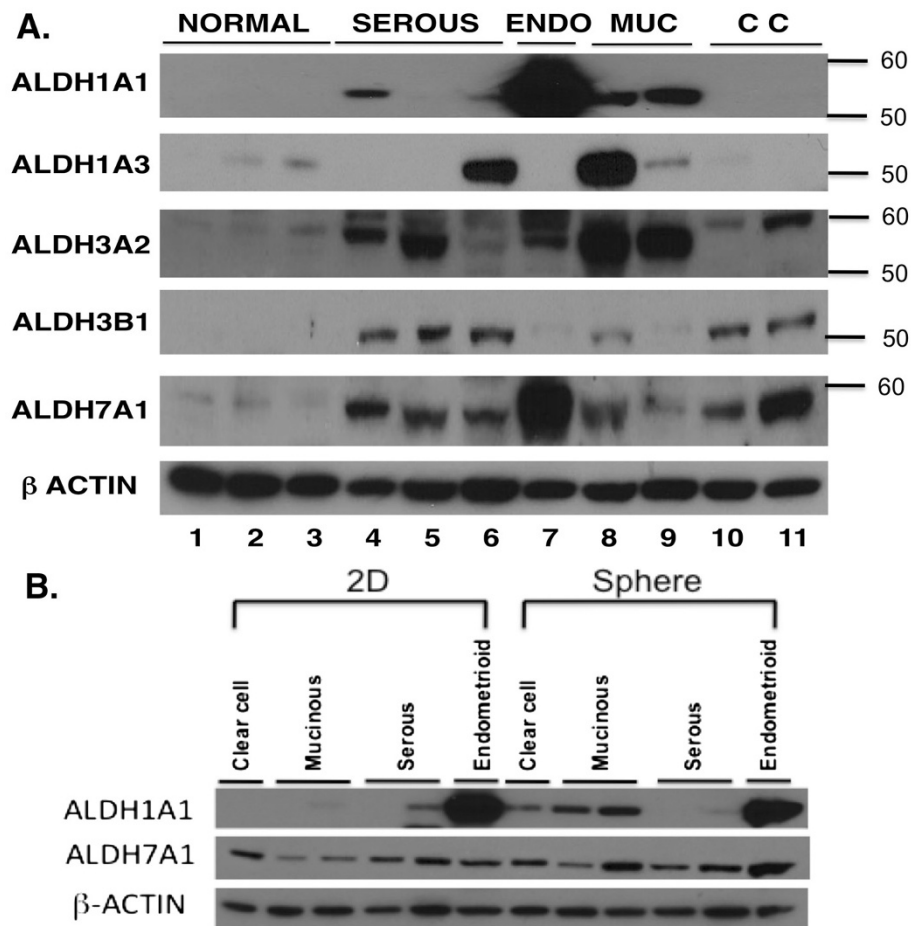 A.
NORMAL SEROUS ENDO MUC C C
ALDH1A1 60
50
ALDH1A3 50
ALDH3A2 60
50
ALDH3B1 50
ALDH7A1 60
β ACTIN
1 2 3 4 5 6 7 8 9 10 11
B.
2D Sphere
Clear cell Mucinous Serous Endometrioid Clear cell Mucinous Serous Endometrioid
ALDH1A1
ALDH7A1
β-ACTIN